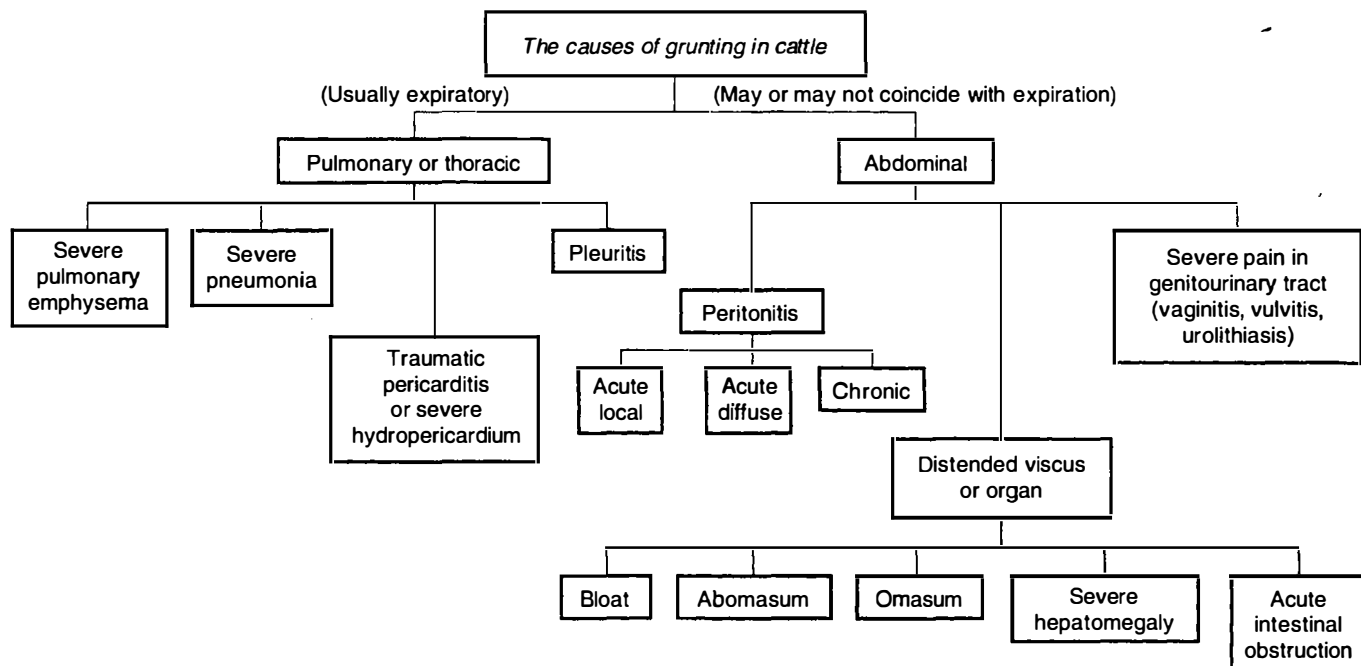 The causes of grunting in cattle
(Usually expiratory)
(May or may not coincide with expiration)
Pulmonary or thoracic
Abdominal
Severe
pulmonary
emphysema
Severe
pneumonia
Traumatic
pericarditis
or severe
hydropericardium
Pleuritis
Peritonitis
Acute
local
Acute
diffuse
Chronic
Distended viscus
or organ
Severe pain in
genitourinary tract
(vaginitis, vulvitis,
urolithiasis)
Bloat
Abomasum
Omasum
Severe
hepatomegaly
Acute
intestinal
obstruction